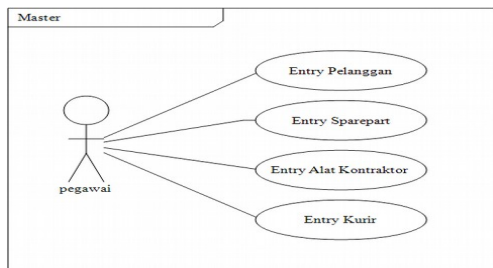 Master
Entry Pelanggan
Entry Sparepart
Entry Alat Kontraktor
Entry Kurir
pegawai